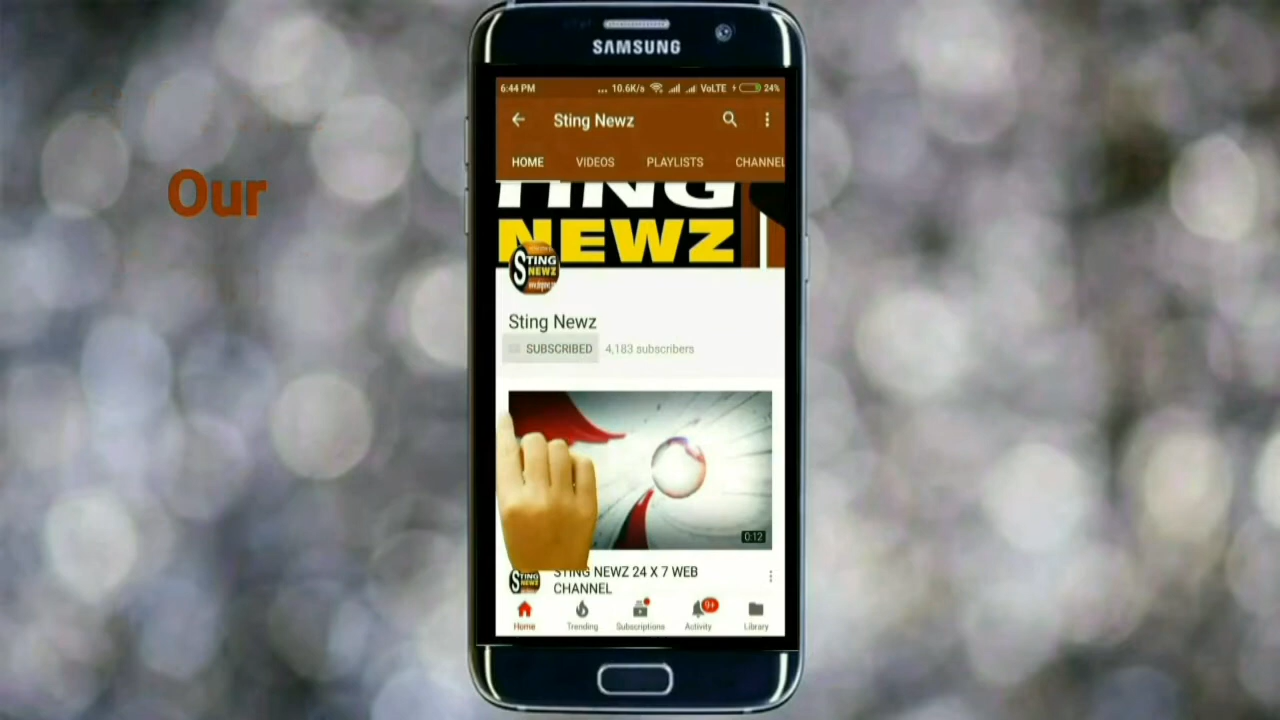 Our
SAMSUNG
6:44 PM ... 10.6K/s VoLTE 24%
Sting Newz
HOME VIDEOS PLAYLISTS CHANNEL
TING
NEWZ
STING
NEWZ
Sting Newz
SUBSCRIBED 4,183 subscribers
0:12
STING
NEWZ
STING NEWZ 24 X 7 WEB
CHANNEL
9+
Home Trending Subscriptions Activity Library